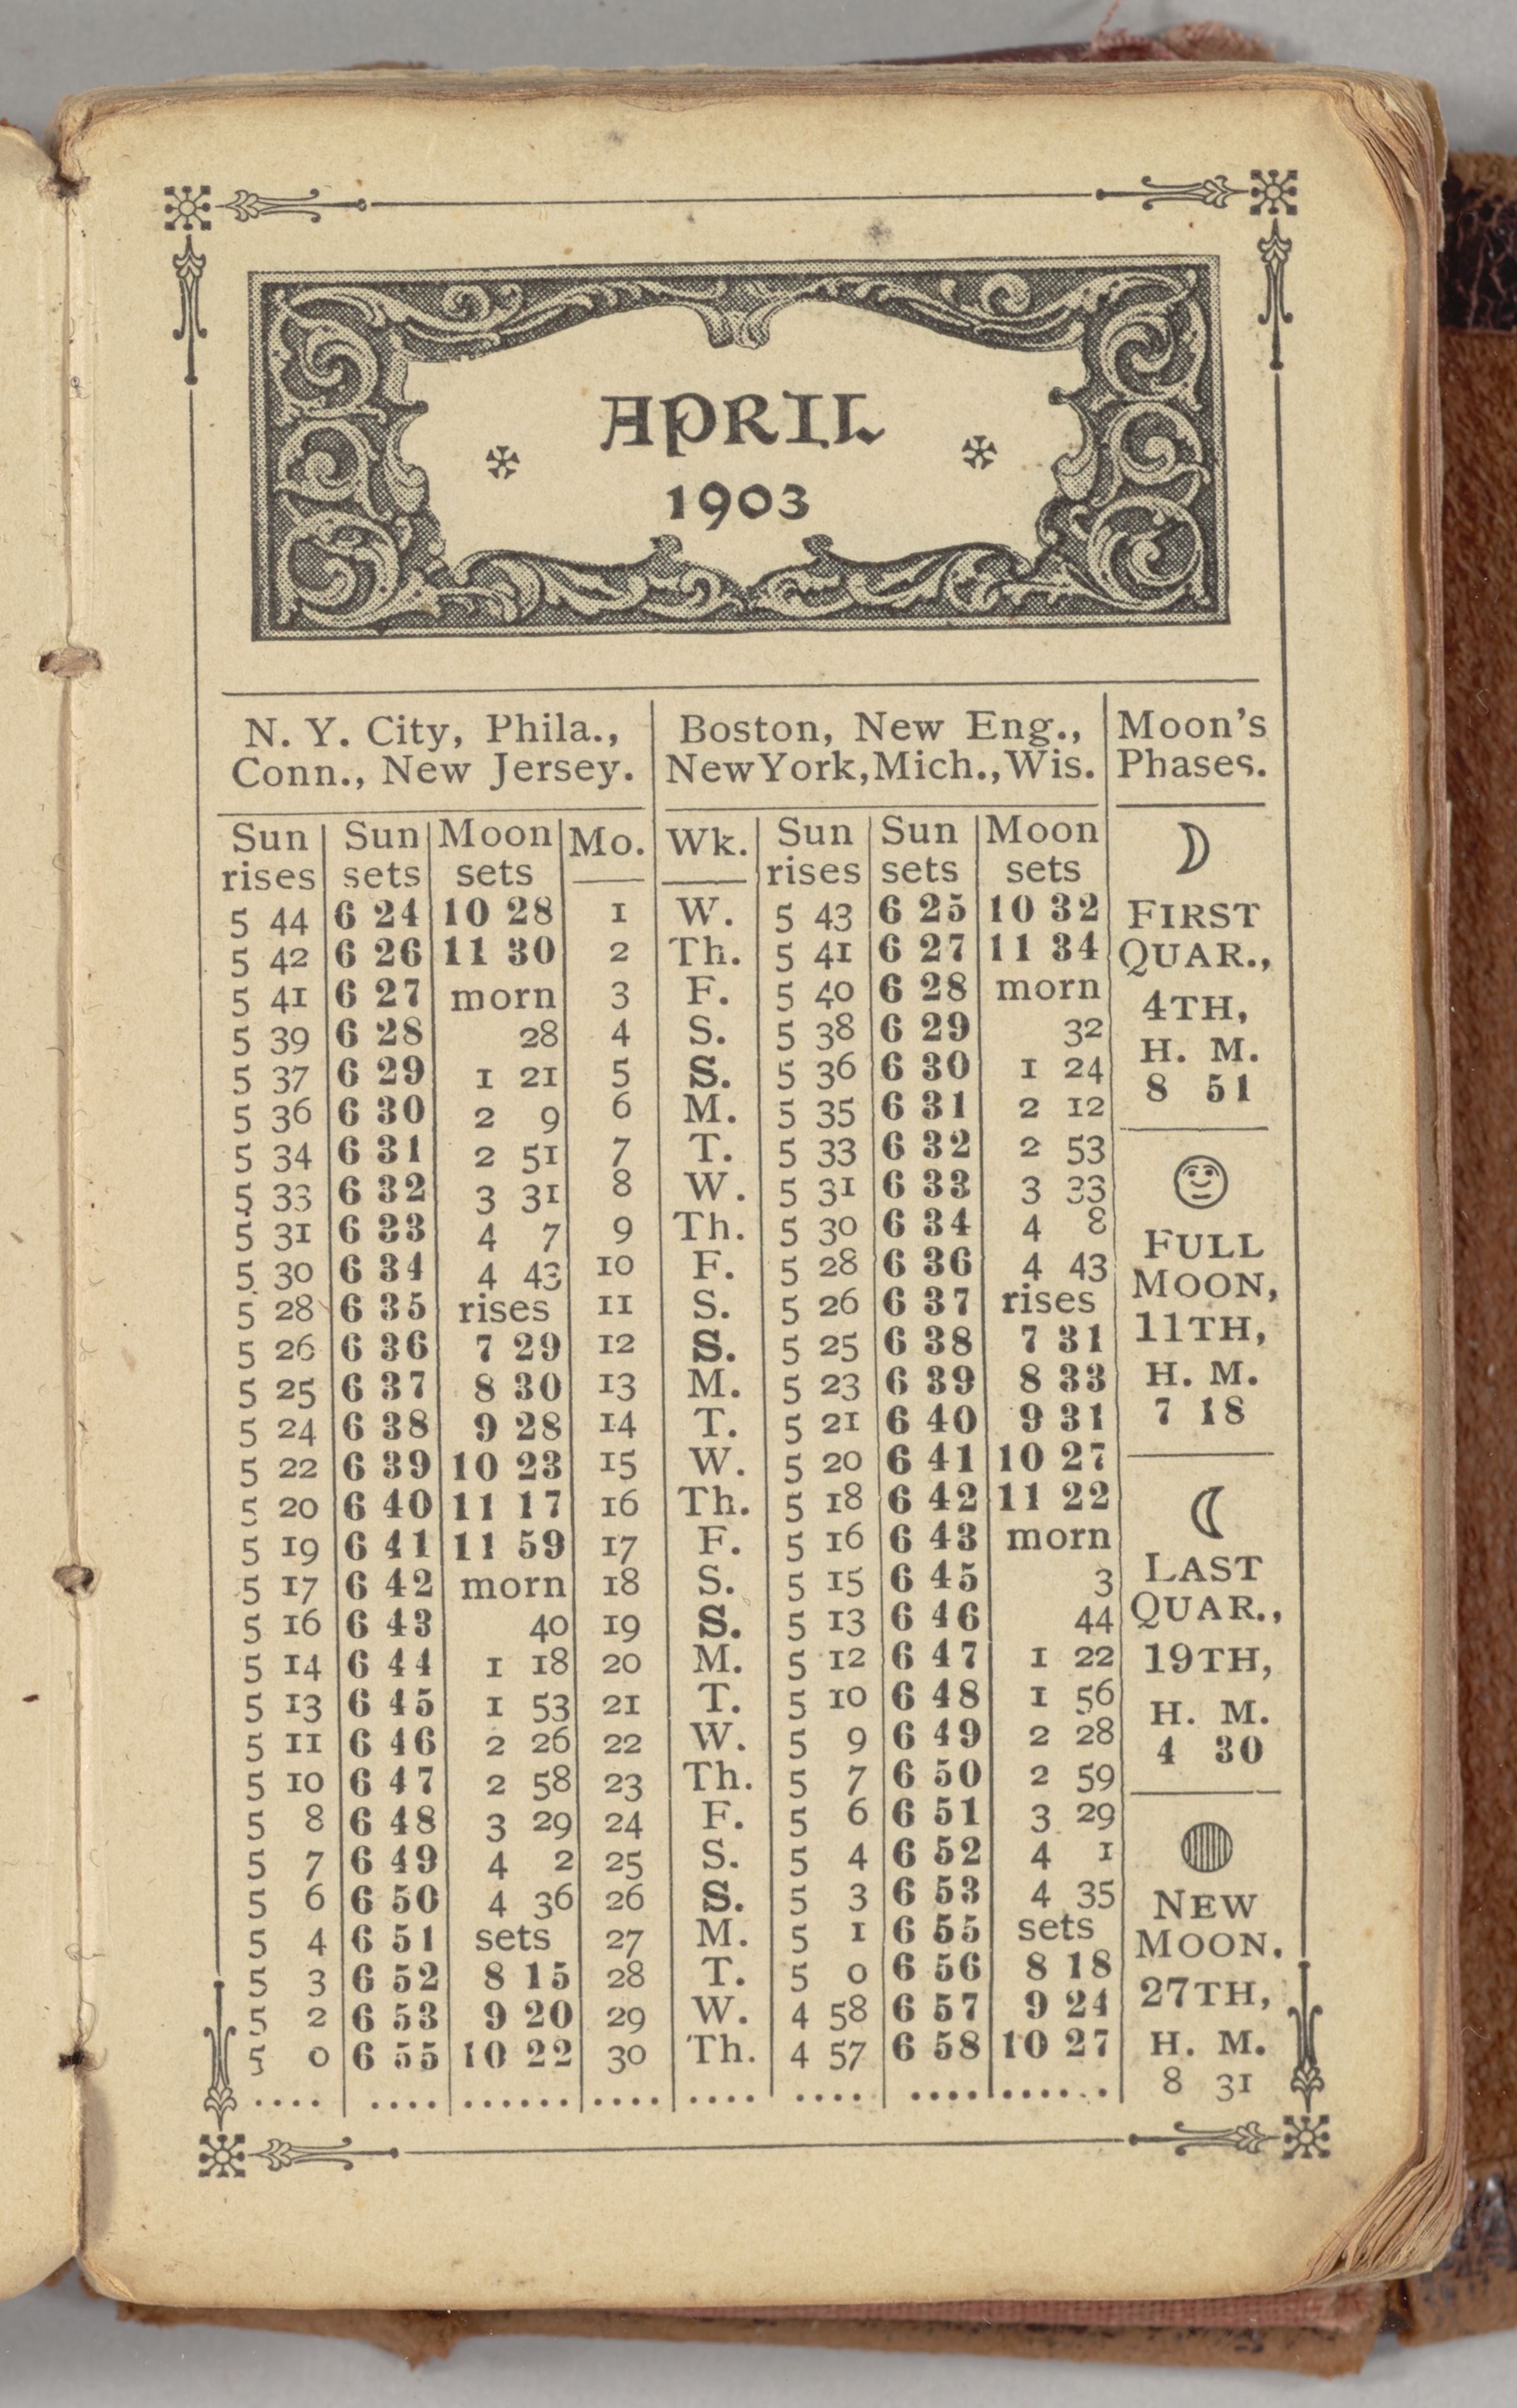 APRIL
1903
N. Y. City, Phila., Boston, New Eng., Moon's
Conn., New Jersey. New York, Mich., Wis. Phases.
Sun Sun Moon Mo. Wk. Sun Sun Moon
rises sets sets rises sets sets
5 44 6 24 10 28 1 W. 5 43 6 25 10 32
5 42 6 26 11 30 2 Th. 5 41 6 27 11 34
5 41 6 27 morn 3 F. 5 40 6 28 morn
5 39 6 28 28 4 S. 5 38 6 29 32
5 37 6 29 1 21 5 S. 5 36 6 30 1 24
5 36 6 30 2 9 6 M. 5 35 6 31 2 12
5 34 6 31 2 51 7 T. 5 33 6 32 2 53
5 33 6 32 3 31 8 W. 5 31 6 33 3 33
5 31 6 33 4 7 9 Th. 5 30 6 34 4 8
5 30 6 34 4 43 10 F. 5 28 6 36 4 43
5 28 6 35 rises 11 S. 5 26 6 37 rises
5 26 6 36 7 29 12 S. 5 25 6 38 7 31
5 25 6 37 8 30 13 M. 5 23 6 39 8 33
5 24 6 38 9 28 14 T. 5 21 6 40 9 31
5 22 6 39 10 23 15 W. 5 20 6 41 10 27
5 20 6 40 11 17 16 Th. 5 18 6 42 11 22
5 19 6 41 11 59 17 F. 5 16 6 43 morn
5 17 6 42 morn 18 S. 5 15 6 45 3
5 16 6 43 40 19 S. 5 13 6 46 44
5 14 6 44 1 18 20 M. 5 12 6 47 1 22
5 13 6 45 1 53 21 T. 5 10 6 48 1 56
5 11 6 46 2 26 22 W. 5 9 6 49 2 28
5 10 6 47 2 58 23 Th. 5 7 6 50 2 59
5 8 6 48 3 29 24 F. 5 6 6 51 3 29
5 7 6 49 4 2 25 S. 5 4 6 52 4 1
5 6 6 50 4 36 26 S. 5 3 6 53 4 35
5 4 6 51 sets 27 M. 5 1 6 55 sets
5 3 6 52 8 15 28 T. 5 0 6 56 8 18
5 2 6 53 9 20 29 W. 4 58 6 57 9 24
5 0 6 55 10 22 30 Th. 4 57 6 58 10 27
.... .... ...... .... .... .... .... ......
FIRST
QUAR.,
4TH,
H. M.
8 51
FULL
MOON,
11TH,
H. M.
7 18
LAST
QUAR.,
19TH,
H. M.
4 30
NEW
MOON.
27TH,
H. M.
8 31